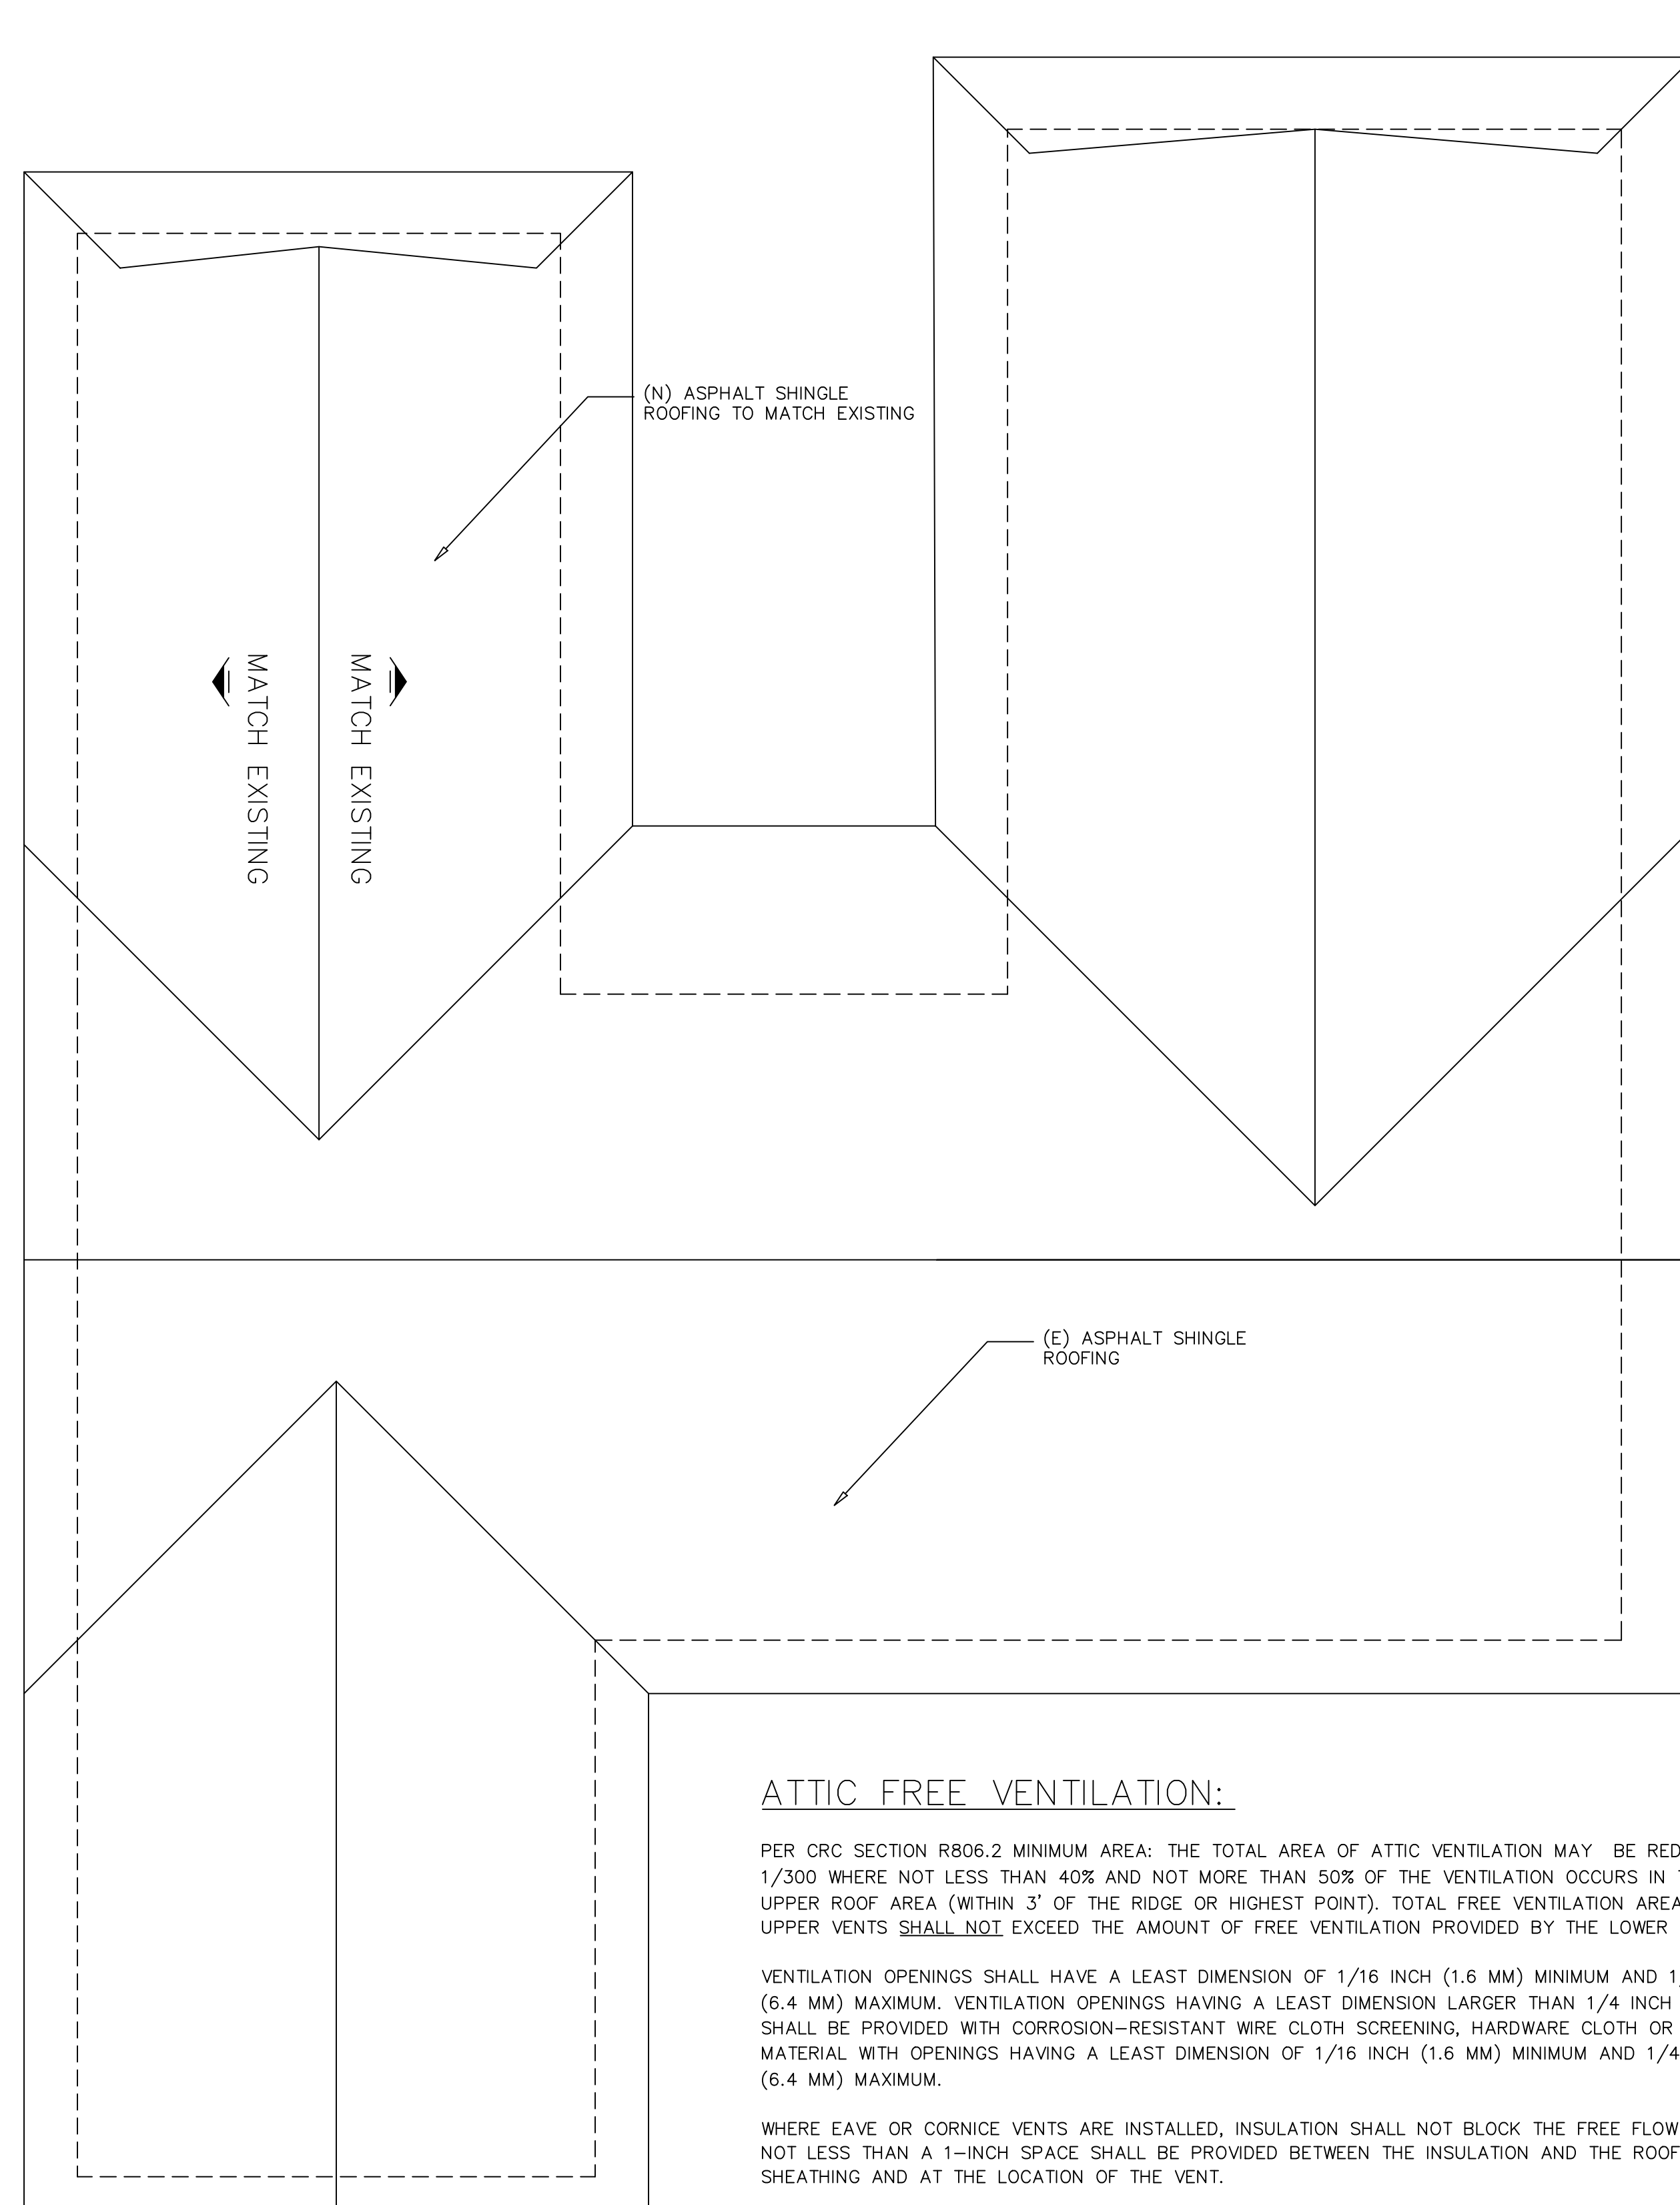 (N) ASPHALT SHINGLE
ROOFING TO MATCH EXISTING
MATCH EXISTING
MATCH EXISTING
(E) ASPHALT SHINGLE
ROOFING
ATTIC FREE VENTILATION:
PER CRC SECTION R806.2 MINIMUM AREA: THE TOTAL AREA OF ATTIC VENTILATION MAY BE RED
1/300 WHERE NOT LESS THAN 40% AND NOT MORE THAN 50% OF THE VENTILATION OCCURS IN
UPPER ROOF AREA (WITHIN 3' OF THE RIDGE OR HIGHEST POINT). TOTAL FREE VENTILATION AREA
UPPER VENTS SHALL NOT EXCEED THE AMOUNT OF FREE VENTILATION PROVIDED BY THE LOWER
VENTILATION OPENINGS SHALL HAVE A LEAST DIMENSION OF 1/16 INCH (1.6 MM) MINIMUM AND 1/
(6.4 MM) MAXIMUM. VENTILATION OPENINGS HAVING A LEAST DIMENSION LARGER THAN 1/4 INCH
SHALL BE PROVIDED WITH CORROSION-RESISTANT WIRE CLOTH SCREENING, HARDWARE CLOTH OR
MATERIAL WITH OPENINGS HAVING A LEAST DIMENSION OF 1/16 INCH (1.6 MM) MINIMUM AND 1/4
(6.4 MM) MAXIMUM.
WHERE EAVE OR CORNICE VENTS ARE INSTALLED, INSULATION SHALL NOT BLOCK THE FREE FLOW
NOT LESS THAN A 1-INCH SPACE SHALL BE PROVIDED BETWEEN THE INSULATION AND THE ROOF
SHEATHING AND AT THE LOCATION OF THE VENT.